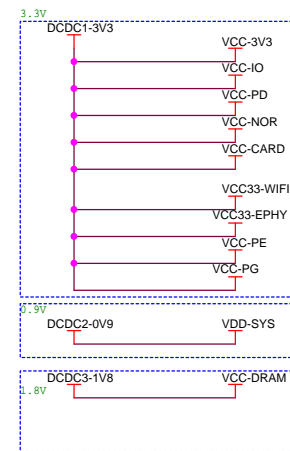 3.3V
DCDC1-3V3
VCC-3V3
VCC-IO
VCC-PD
VCC-NOR
VCC-CARD
VCC33-WIFI
VCC33-EPHY
VCC-PE
VCC-PG
0.9V
DCDC2-0V9 VDD-SYS
DCDC3-1V8 VCC-DRAM
1.8V